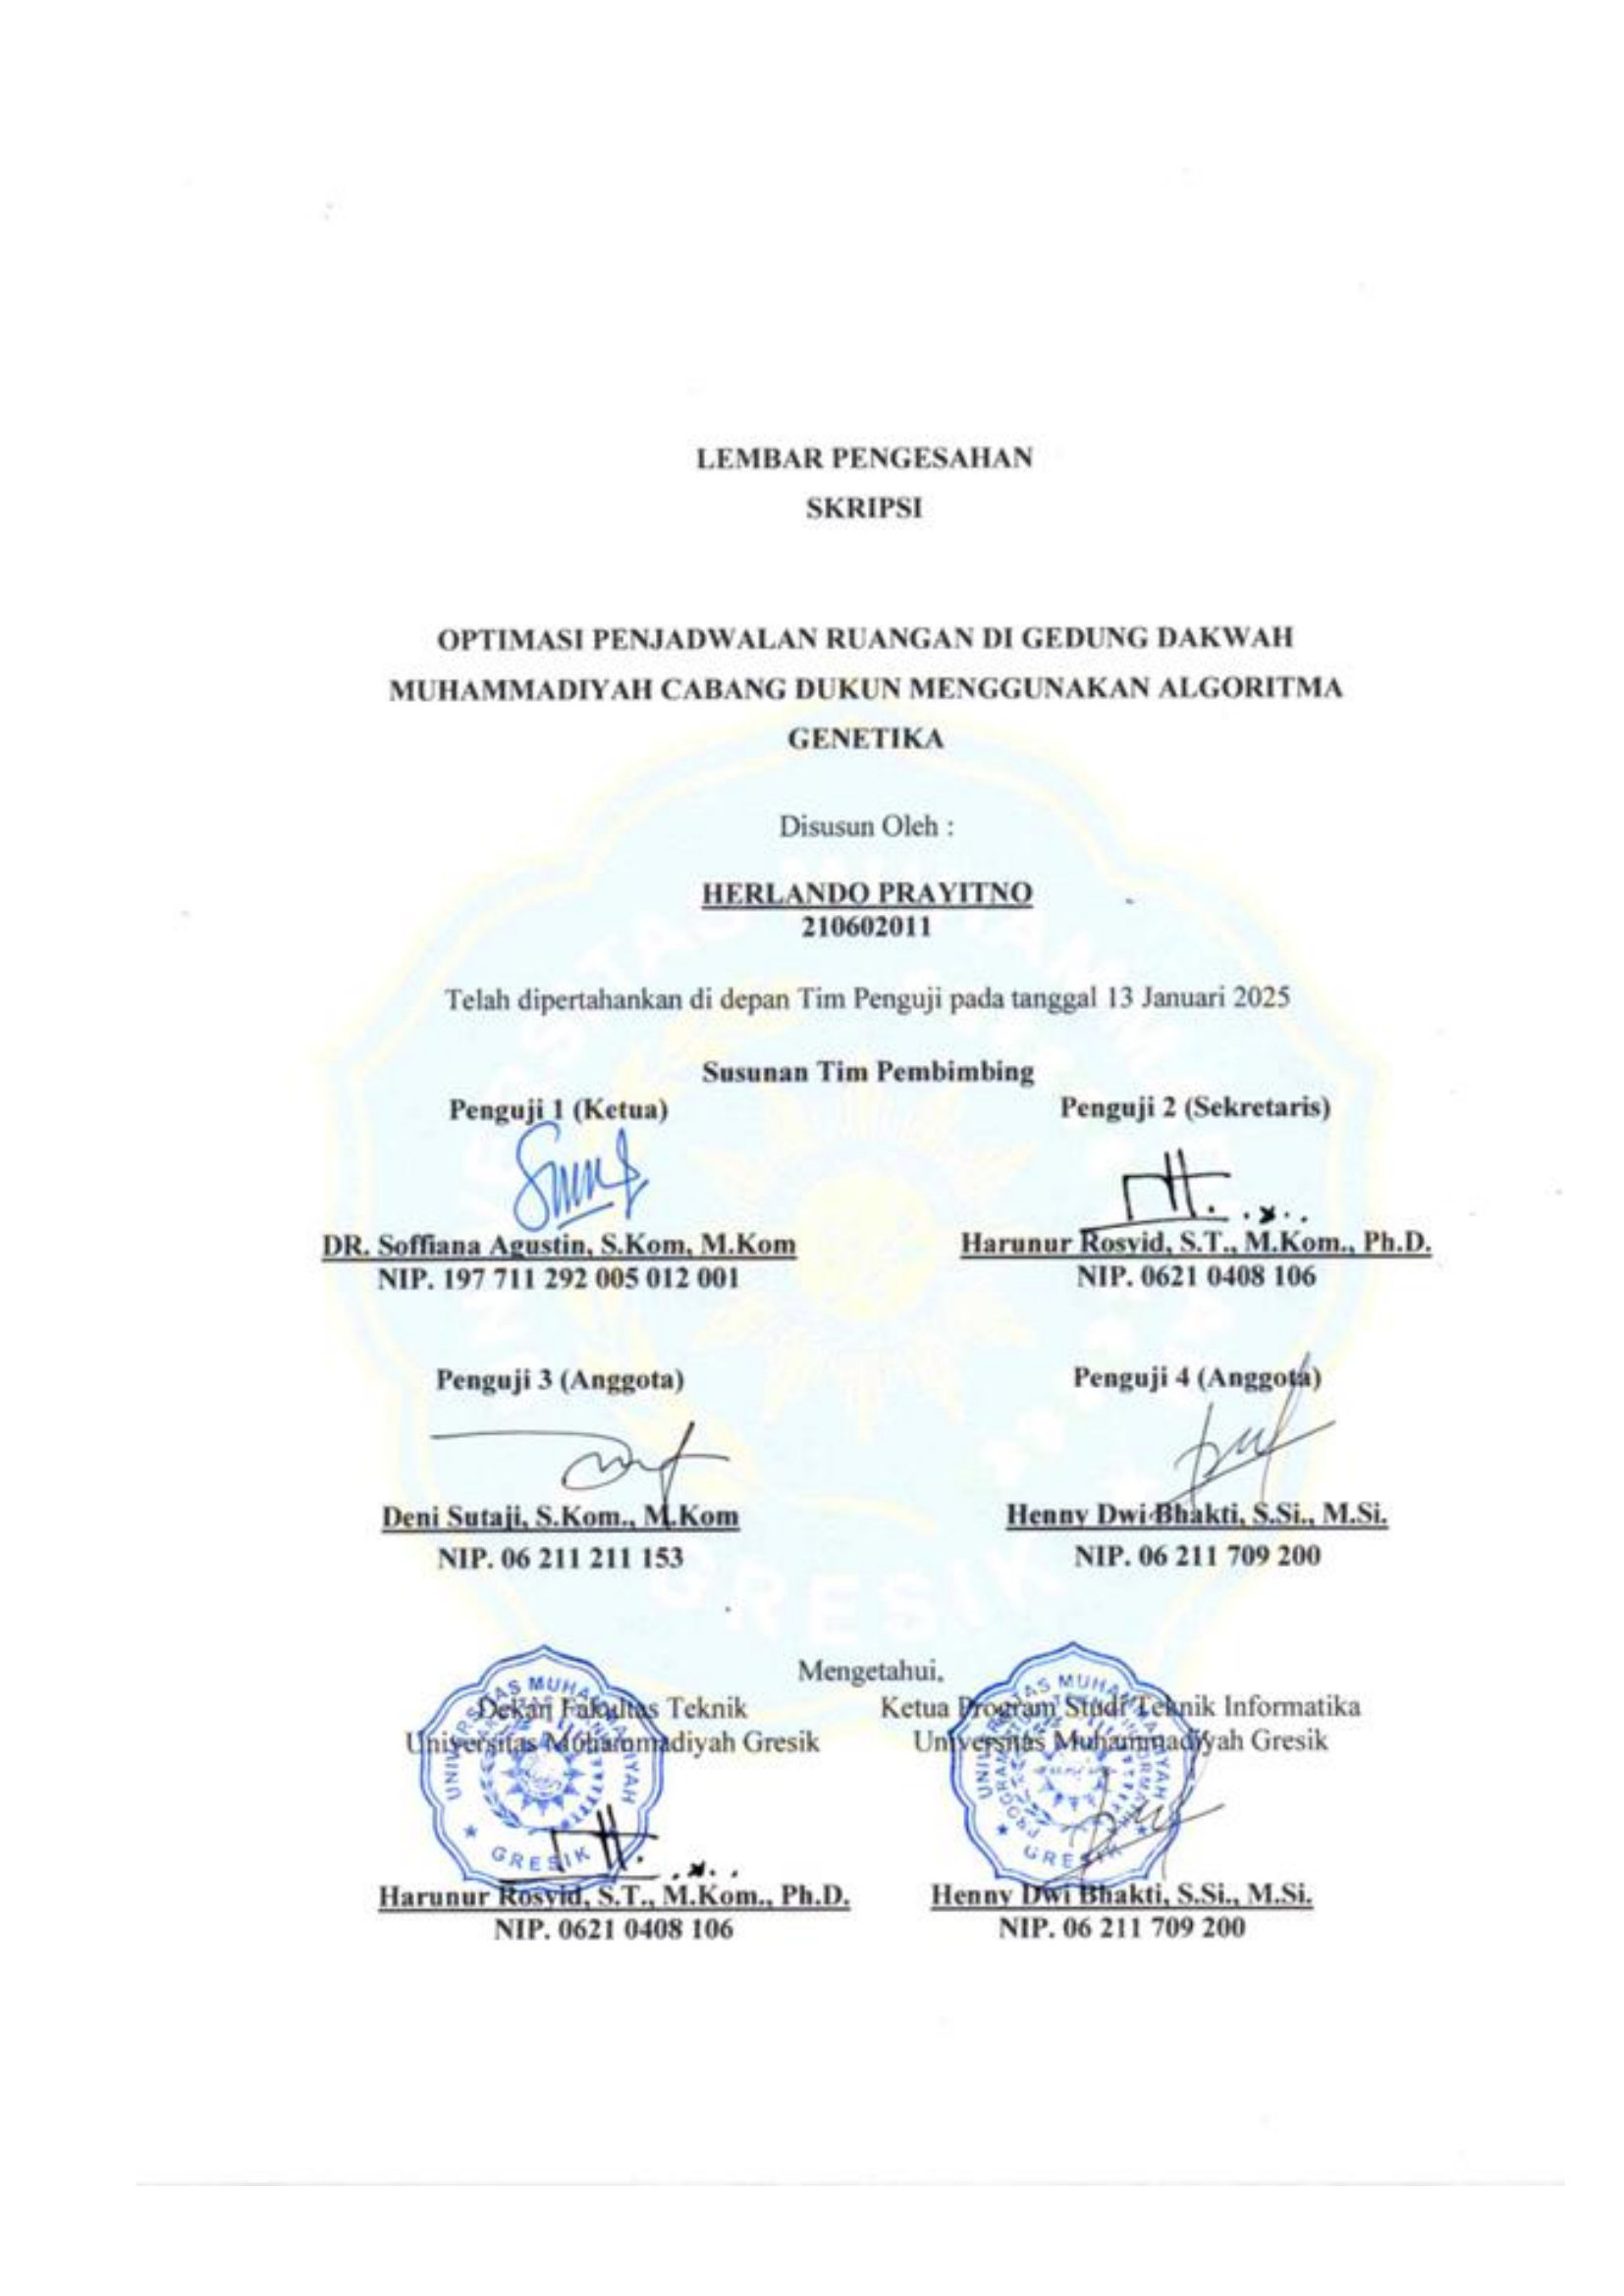 LEMBAR PENGESAHAN
SKRIPSI
OPTIMASI PENJADWALAN RUANGAN DI GEDUNG DAKWAH
MUHAMMADIYAH CABANG DUKUN MENGGUNAKAN ALGORITMA
GENETIKA
Disusun Oleh :
HERLANDO PRAYITNO
210602011
Telah dipertahankan di depan Tim Penguji pada tanggal 13 Januari 2025
Susunan Tim Pembimbing
Penguji 1 (Ketua)
Penguji 2 (Sekretaris)
DR. Soffiana Agustin, S.Kom, M.Kom
NIP. 197 711 292 005 012 001
Harunur Rosyid, S.T., M.Kom., Ph.D.
NIP. 0621 0408 106
Penguji 3 (Anggota)
Penguji 4 (Anggota)
Deni Sutaji, S.Kom., M.Kom
NIP. 06 211 211 153
Henny Dwi Bhakti, S.Si., M.Si.
NIP. 06 211 709 200
Mengetahui,
Dekan Fakultas Teknik
Universitas Muhammadiyah Gresik
Ketua Program Studi Teknik Informatika
Universitas Muhammadiyah Gresik
GRESIK
GRESIK
Harunur Rosyid, S.T., M.Kom., Ph.D.
NIP. 0621 0408 106
Henny Dwi Bhakti, S.Si., M.Si.
NIP. 06 211 709 200